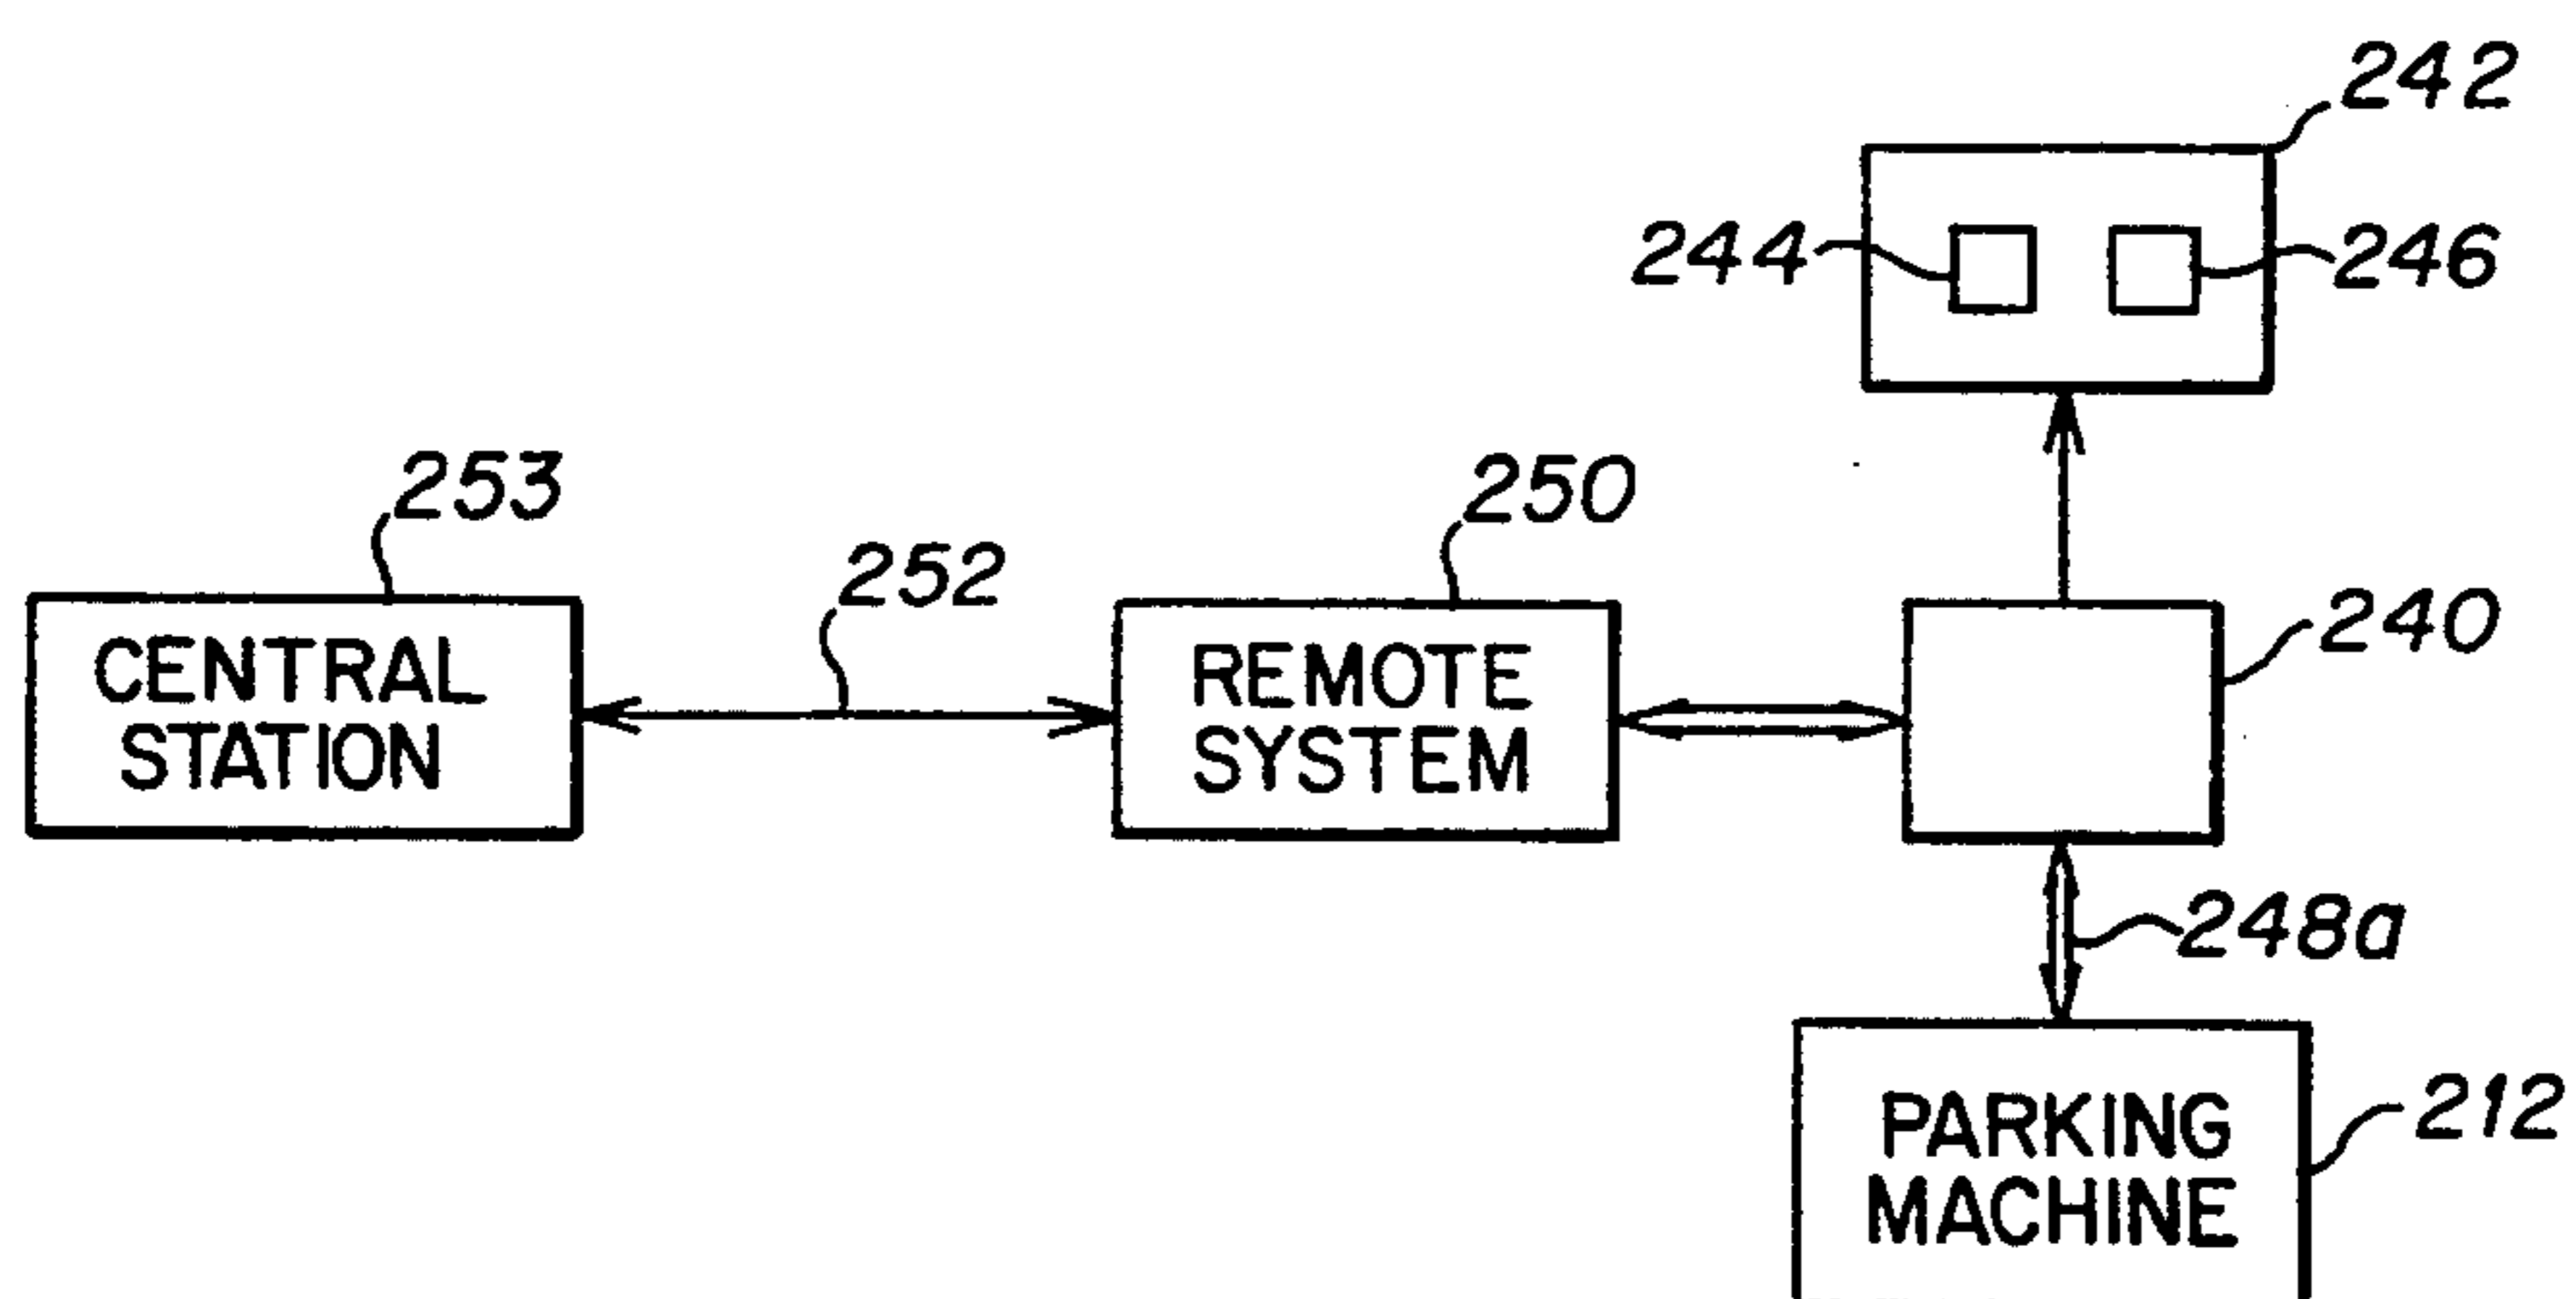 242
244
246
253
250
252
240
CENTRAL
STATION
REMOTE
SYSTEM
248a
PARKING
MACHINE
212